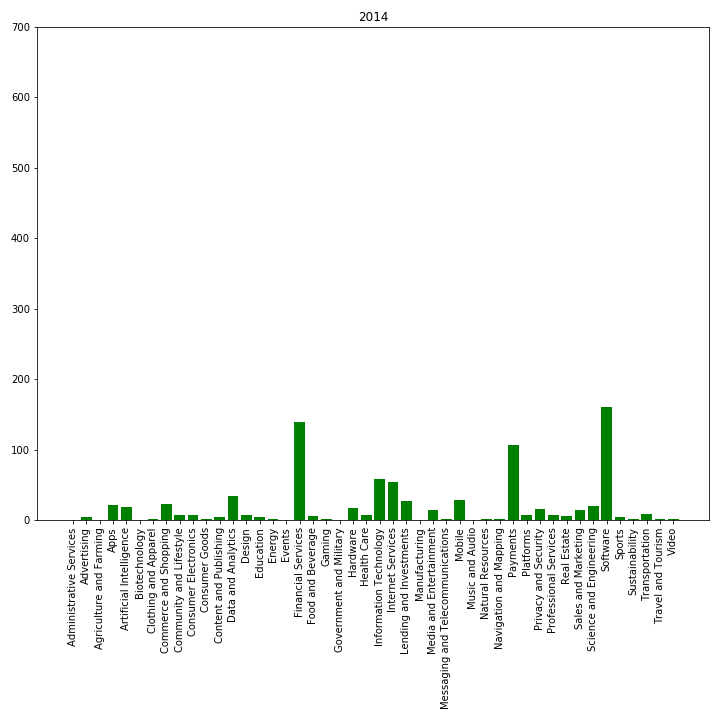 2014
700
600
500
400
300
200
100
0
Administrative Services
Advertising
Agriculture and Farming
Apps
Artificial Intelligence
Biotechnology
Clothing and Apparel
Commerce and Shopping
Community and Lifestyle
Consumer Electronics
Consumer Goods
Content and Publishing
Data and Analytics
Design
Education
Energy
Events
Financial Services
Food and Beverage
Gaming
Government and Military
Hardware
Health Care
Information Technology
Internet Services
Lending and Investments
Manufacturing
Media and Entertainment
Messaging and Telecommunications
Mobile
Music and Audio
Natural Resources
Navigation and Mapping
Payments
Platforms
Privacy and Security
Professional Services
Real Estate
Sales and Marketing
Science and Engineering
Software
Sports
Sustainability
Transportation
Travel and Tourism
Video